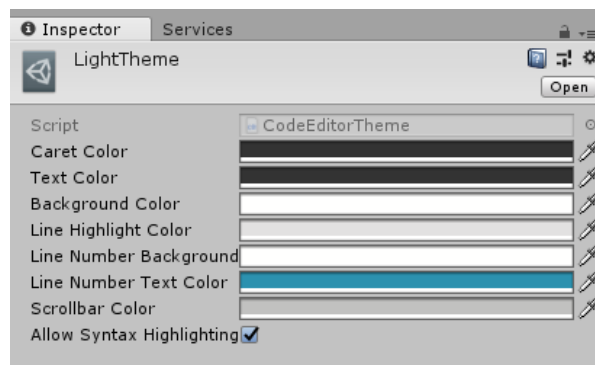 Inspector Services
LightTheme
Open
Script CodeEditorTheme
Caret Color
Text Color
Background Color
Line Highlight Color
Line Number Background
Line Number Text Color
Scrollbar Color
Allow Syntax Highlighting